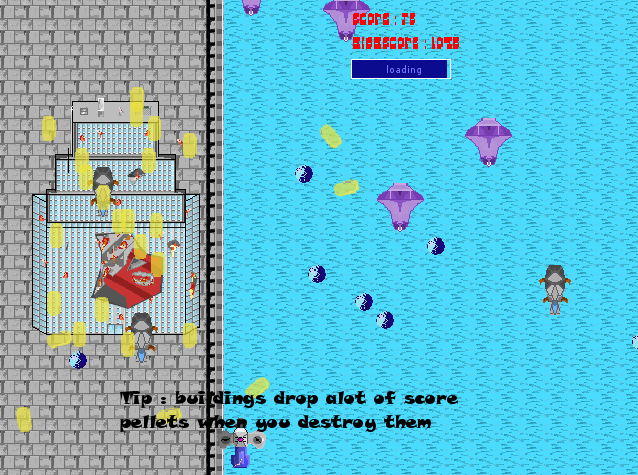 SCORE : 75
HIGHSCORE : 1075
loading
Tip : buildings drop alot of score
pellets when you destroy them